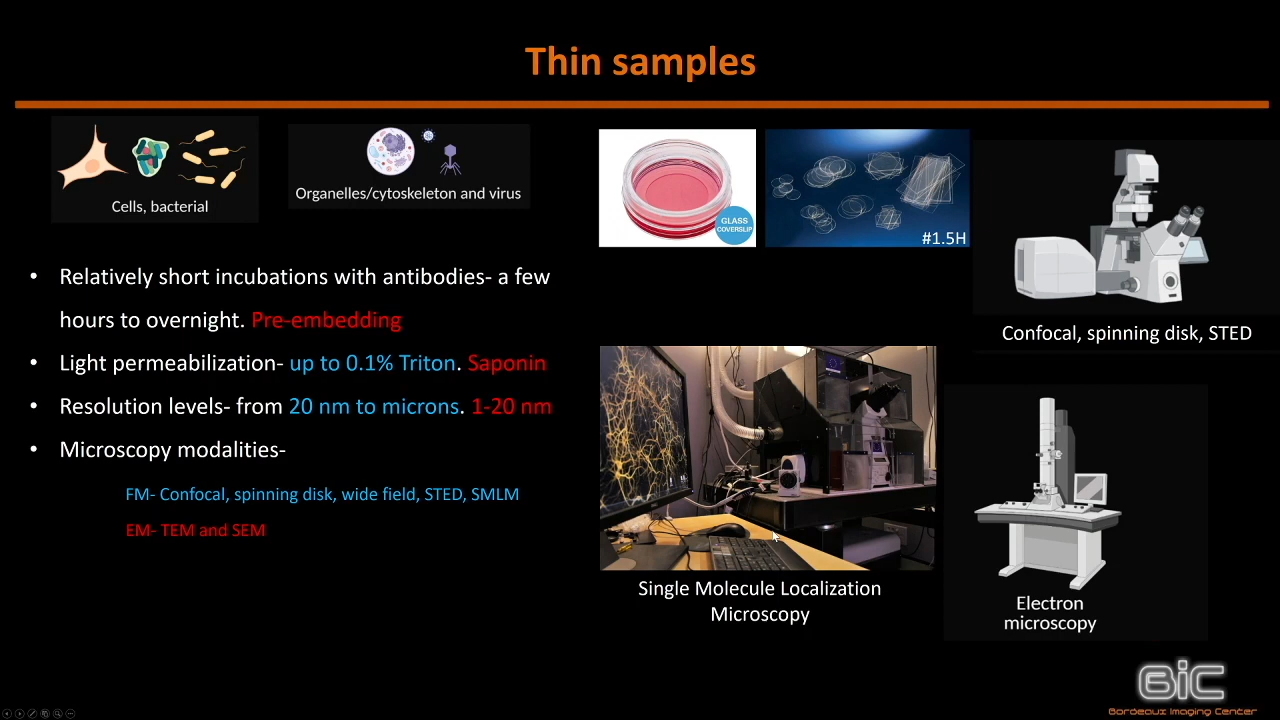 Thin samples
Cells, bacterial
Organelles/cytoskeleton and virus
GLASS
COVERSLIP
#1.5H
Confocal, spinning disk, STED
• Relatively short incubations with antibodies- a few
hours to overnight. Pre-embedding
• Light permeabilization- up to 0.1% Triton. Saponin
• Resolution levels- from 20 nm to microns. 1-20 nm
• Microscopy modalities-
FM- Confocal, spinning disk, wide field, STED, SMLM
EM- TEM and SEM
Single Molecule Localization
Microscopy
Electron
microscopy
BiC
Bordeaux Imaging Center